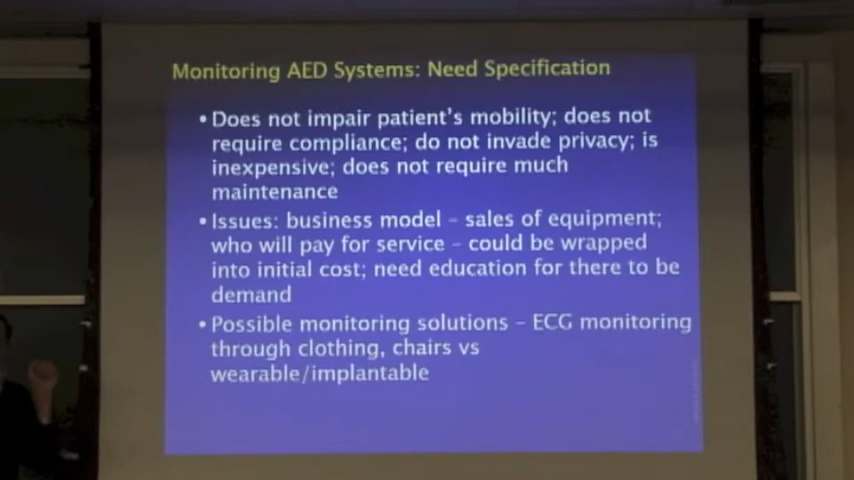 Monitoring AED Systems: Need Specification
• Does not impair patient's mobility; does not
require compliance; do not invade privacy; is
inexpensive; does not require much
maintenance
• Issues: business model – sales of equipment;
who will pay for service – could be wrapped
into initial cost; need education for there to be
demand
• Possible monitoring solutions – ECG monitoring
through clothing, chairs vs
wearable/implantable